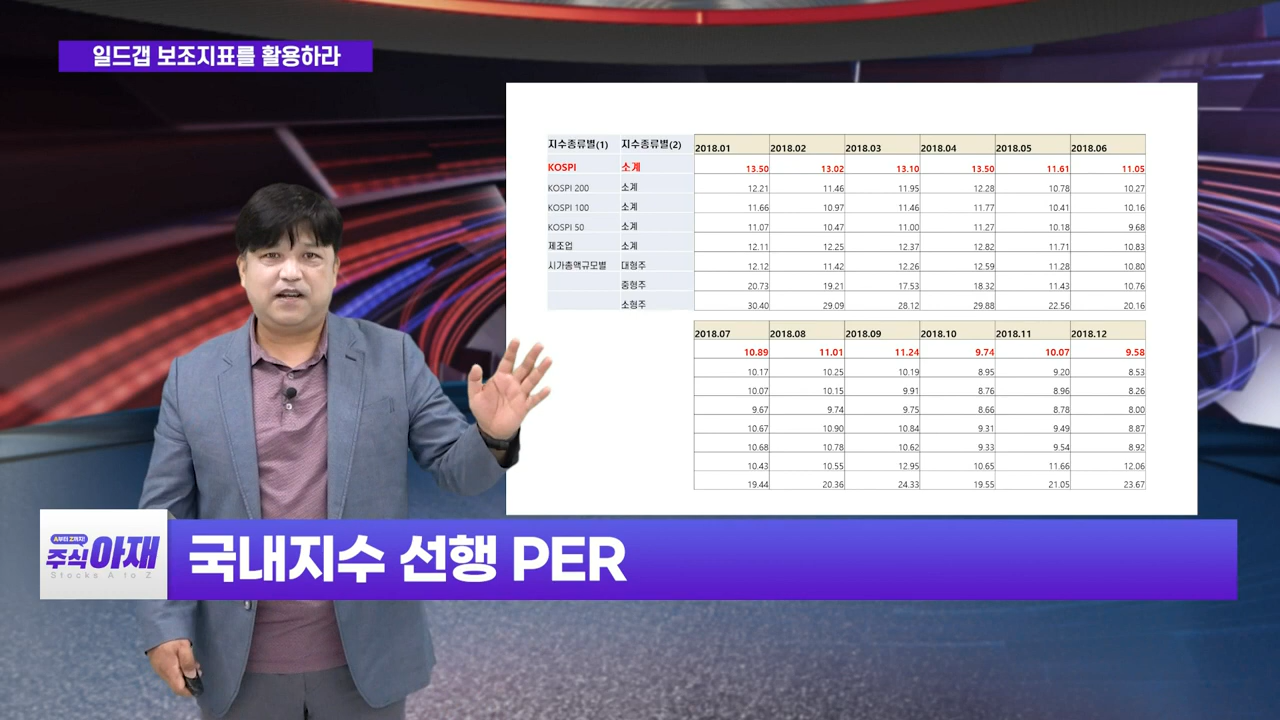 일드갭 보조지표를 활용하라
지수종류별(1) 지수종류별(2) 2018.01 2018.02 2018.03 2018.04 2018.05 2018.06
KOSPI 소계 13.50 13.02 13.10 13.50 11.61 11.05
KOSPI 200 소계 12.21 11.46 11.95 12.28 10.78 10.27
KOSPI 100 소계 11.66 10.97 11.46 11.77 10.41 10.16
KOSPI 50 소계 11.07 10.47 11.00 11.27 10.18 9.68
제조업 소계 12.11 12.25 12.37 12.82 11.71 10.83
시가총액규모별 대형주 12.12 11.42 12.26 12.59 11.28 10.80
중형주 20.73 19.21 17.53 18.32 11.43 10.76
소형주 30.40 29.09 28.12 29.88 22.56 20.16
2018.07 2018.08 2018.09 2018.10 2018.11 2018.12
10.89 11.01 11.24 9.74 10.07 9.58
10.17 10.25 10.19 8.95 9.20 8.53
10.07 10.15 9.91 8.76 8.96 8.26
9.67 9.74 9.75 8.66 8.78 8.00
10.67 10.90 10.84 9.31 9.49 8.87
10.68 10.78 10.62 9.33 9.54 8.92
10.43 10.55 12.95 10.65 11.66 12.06
19.44 20.36 24.33 19.55 21.05 23.67
A부터 Z까지!
주식아재
Stocks A to Z
국내지수 선행 PER